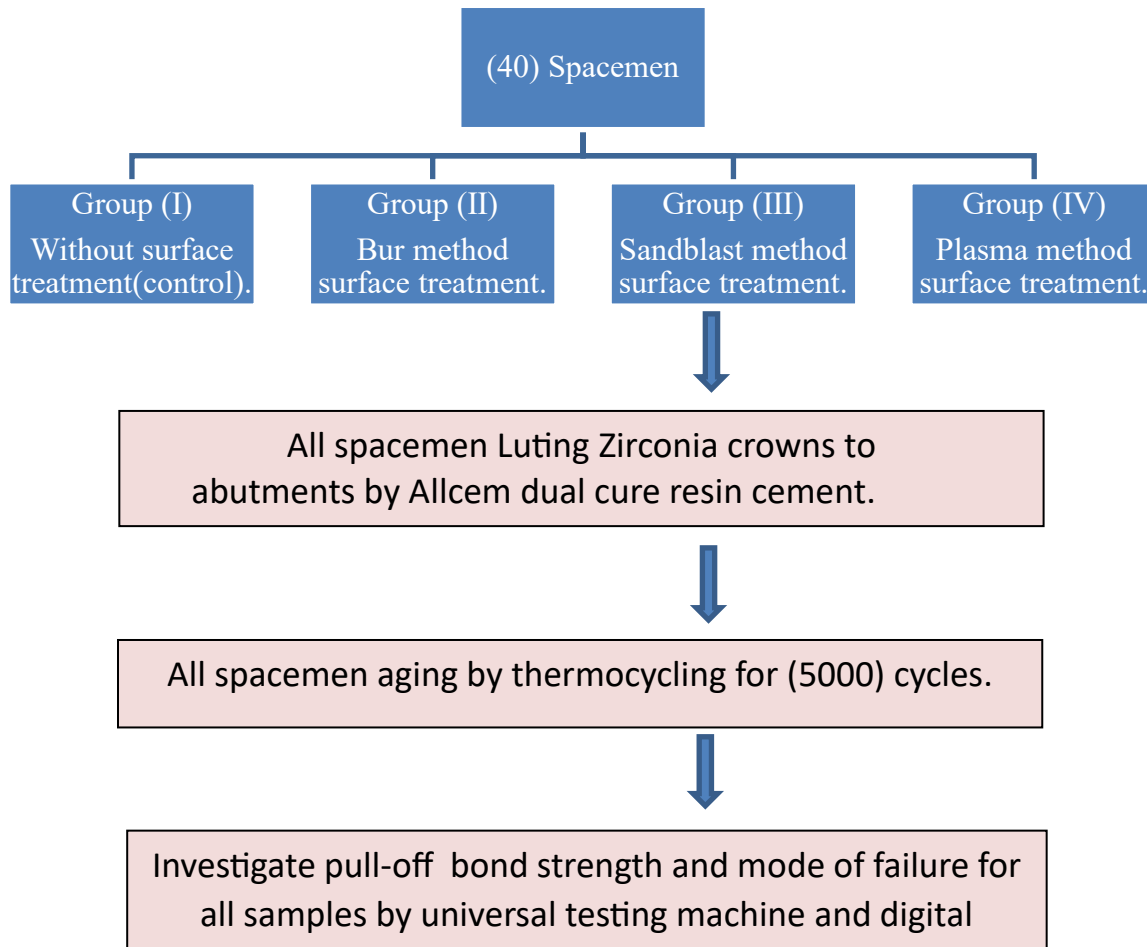 (40) Spacemen
Group (I)
Without surface
treatment(control).
Group (II)
Bur method
surface treatment.
Group (III)
Sandblast method
surface treatment.
Group (IV)
Plasma method
surface treatment.
All spacemen Luting Zirconia crowns to
abutments by Allcem dual cure resin cement.
All spacemen aging by thermocycling for (5000) cycles.
Investigate pull-off bond strength and mode of failure for
all samples by universal testing machine and digital